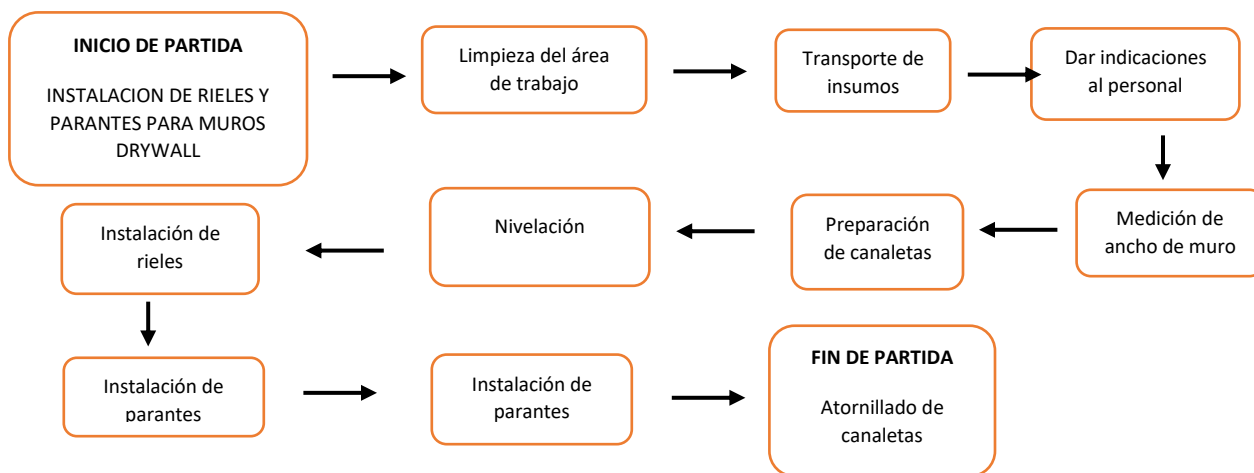 INICIO DE PARTIDA
INSTALACION DE RIELES Y
PARANTES PARA MUROS
DRYWALL
Limpieza del área
de trabajo
Transporte de
insumos
Dar indicaciones
al personal
Medición de
ancho de muro
Preparación
de canaletas
Nivelación
Instalación de
rieles
Instalación de
parantes
Instalación de
parantes
FIN DE PARTIDA
Atornillado de
canaletas